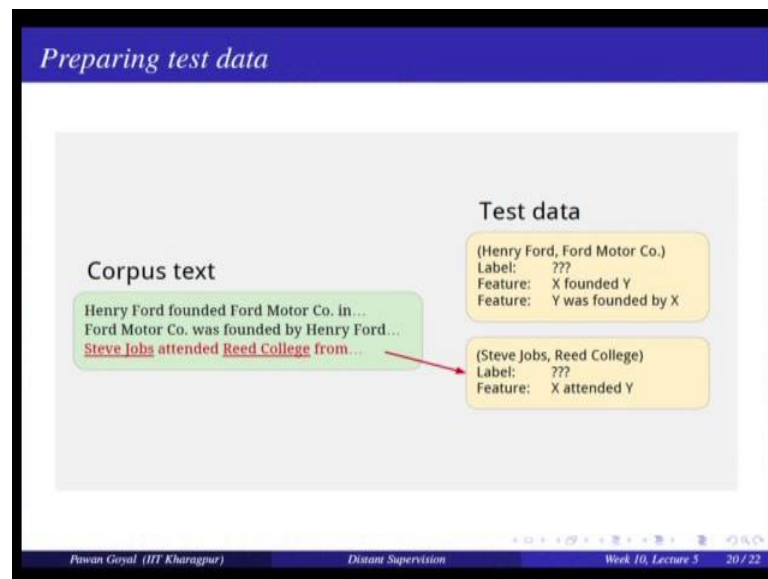 Preparing test data
Corpus text
Henry Ford founded Ford Motor Co. in...
Ford Motor Co. was founded by Henry Ford...
Steve Jobs attended Reed College from...
Test data
(Henry Ford, Ford Motor Co.)
Label: ???
Feature: X founded Y
Feature: Y was founded by X
(Steve Jobs, Reed College)
Label: ???
Feature: X attended Y
Pawan Goyal (IIT Kharagpur) Distant Supervision Week 10, Lecture 5 20 / 22